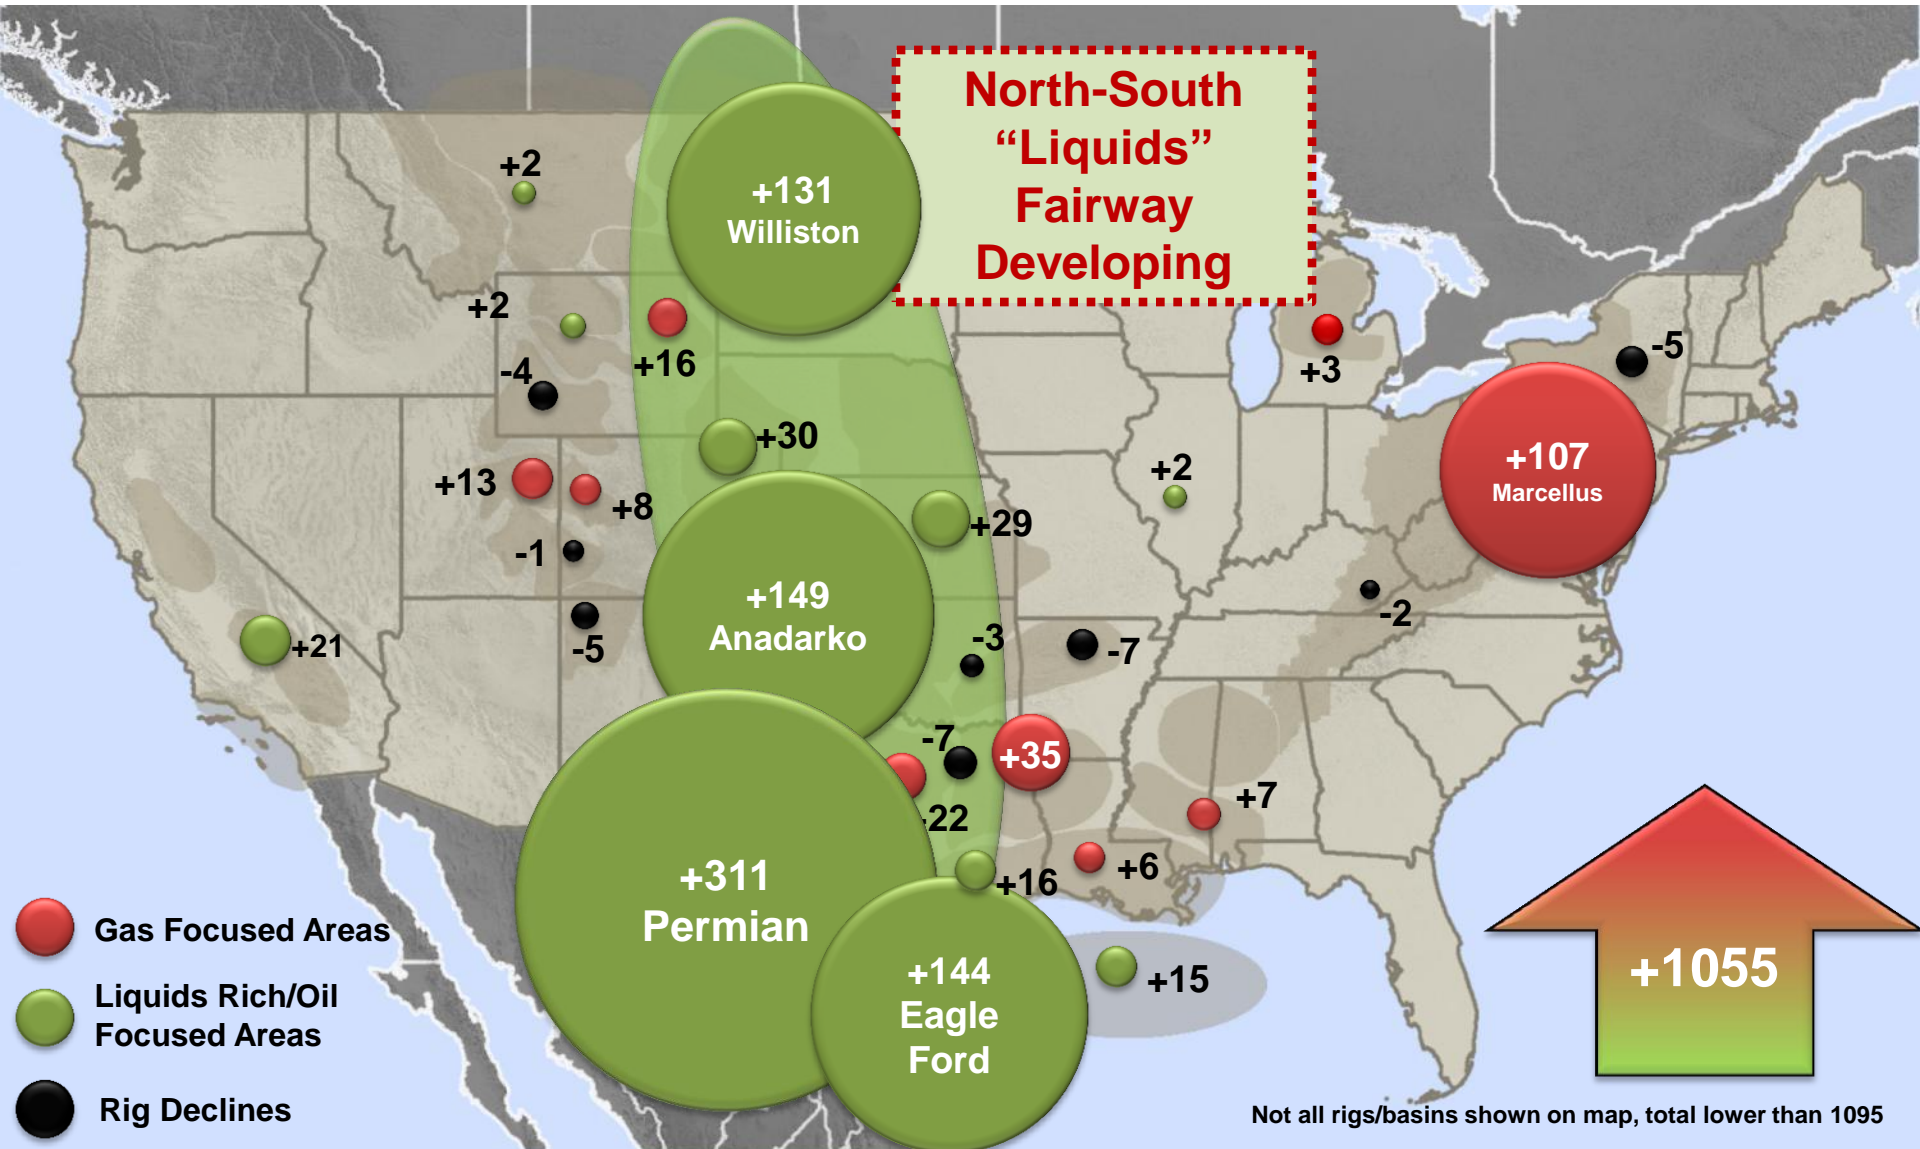 North-South
“Liquids”
Fairway
Developing
+2
+131
Williston
+2
+16
-4
+3
-5
+30
+107
Marcellus
+13
+8
+2
+29
-1
+149
Anadarko
-2
+21
-5
-3
-7
-7
+35
+7
22
+311
Permian
+16
+6
+144
Eagle
Ford
+15
+1055
Gas Focused Areas
Liquids Rich/Oil
Focused Areas
Rig Declines
Not all rigs/basins shown on map, total lower than 1095